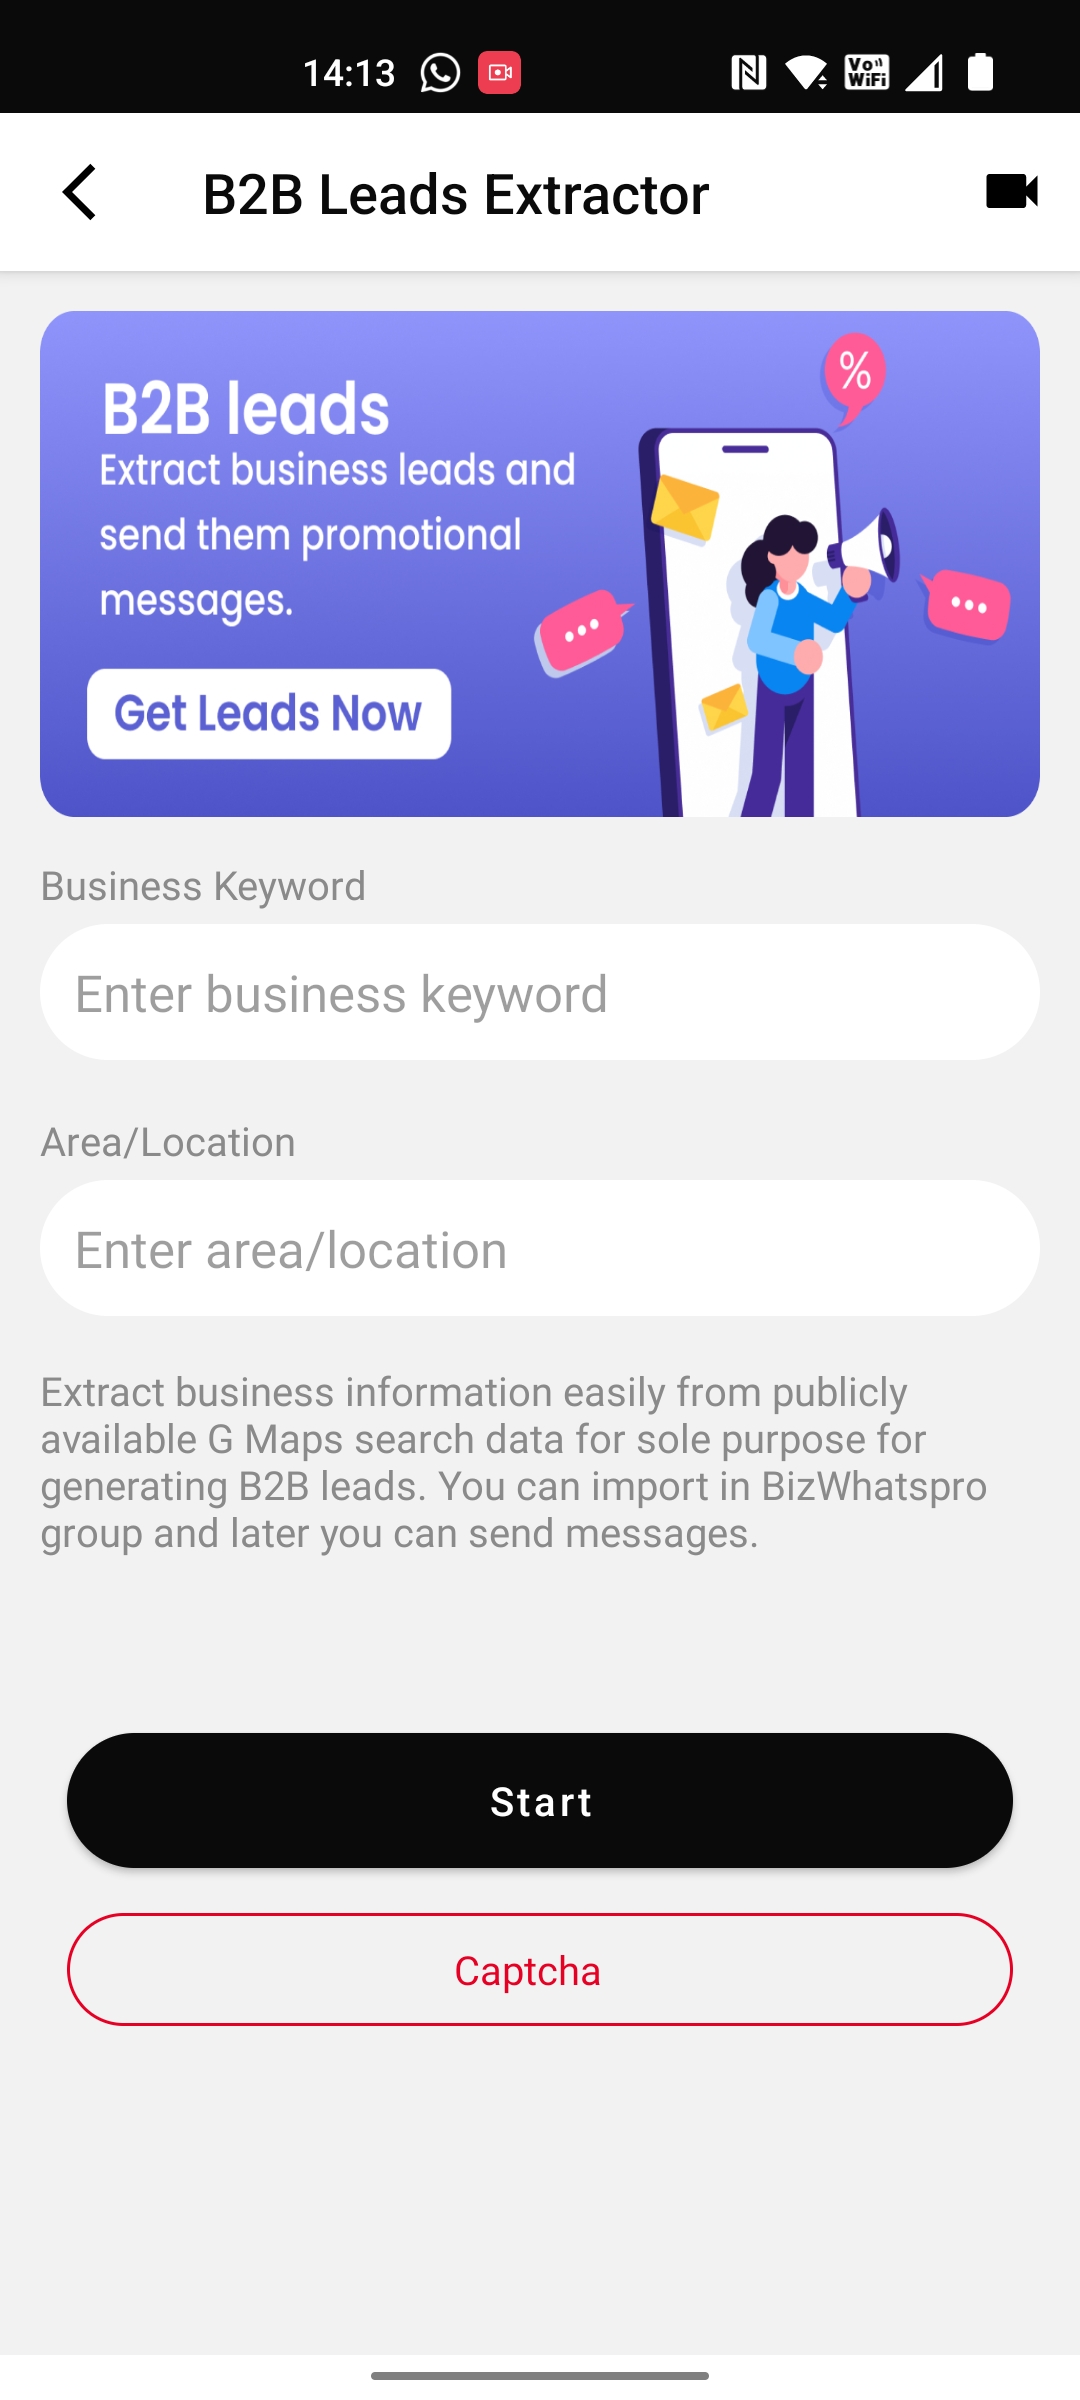 14:13
Vo WiFi
B2B Leads Extractor
B2B leads
Extract business leads and
send them promotional
messages.
Get Leads Now
%
Business Keyword
Enter business keyword
Area/Location
Enter area/location
Extract business information easily from publicly
available G Maps search data for sole purpose for
generating B2B leads. You can import in BizWhatspro
group and later you can send messages.
Start
Captcha